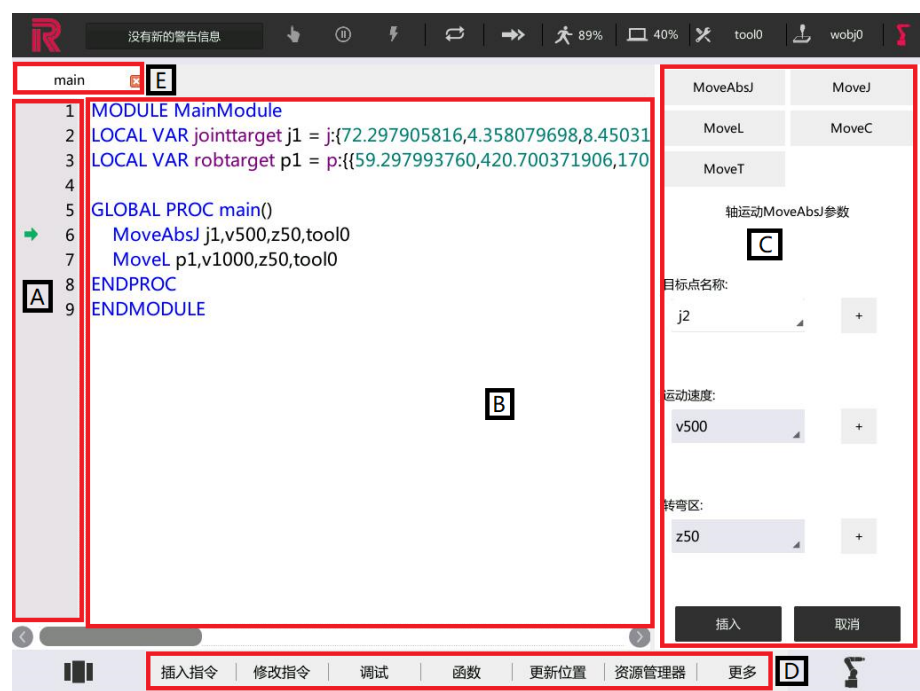 没有新的警告信息 89% 40% tool0 wobj0
main E
A
B
C
D
1 MODULE MainModule
2 LOCAL VAR jointtarget j1 = j:{72.297905816,4.358079698,8.45031
3 LOCAL VAR robtarget p1 = p:{{59.297993760,420.700371906,170
4
5 GLOBAL PROC main()
6 MoveAbsJ j1,v500,z50,tool0
7 MoveL p1,v1000,z50,tool0
8 ENDPROC
9 ENDMODULE
MoveAbsJ MoveJ
MoveL MoveC
MoveT
轴运动MoveAbsJ参数
目标点名称:
j2 +
运动速度:
v500 +
转弯区:
z50 +
插入 取消
插入指令 修改指令 调试 函数 更新位置 资源管理器 更多